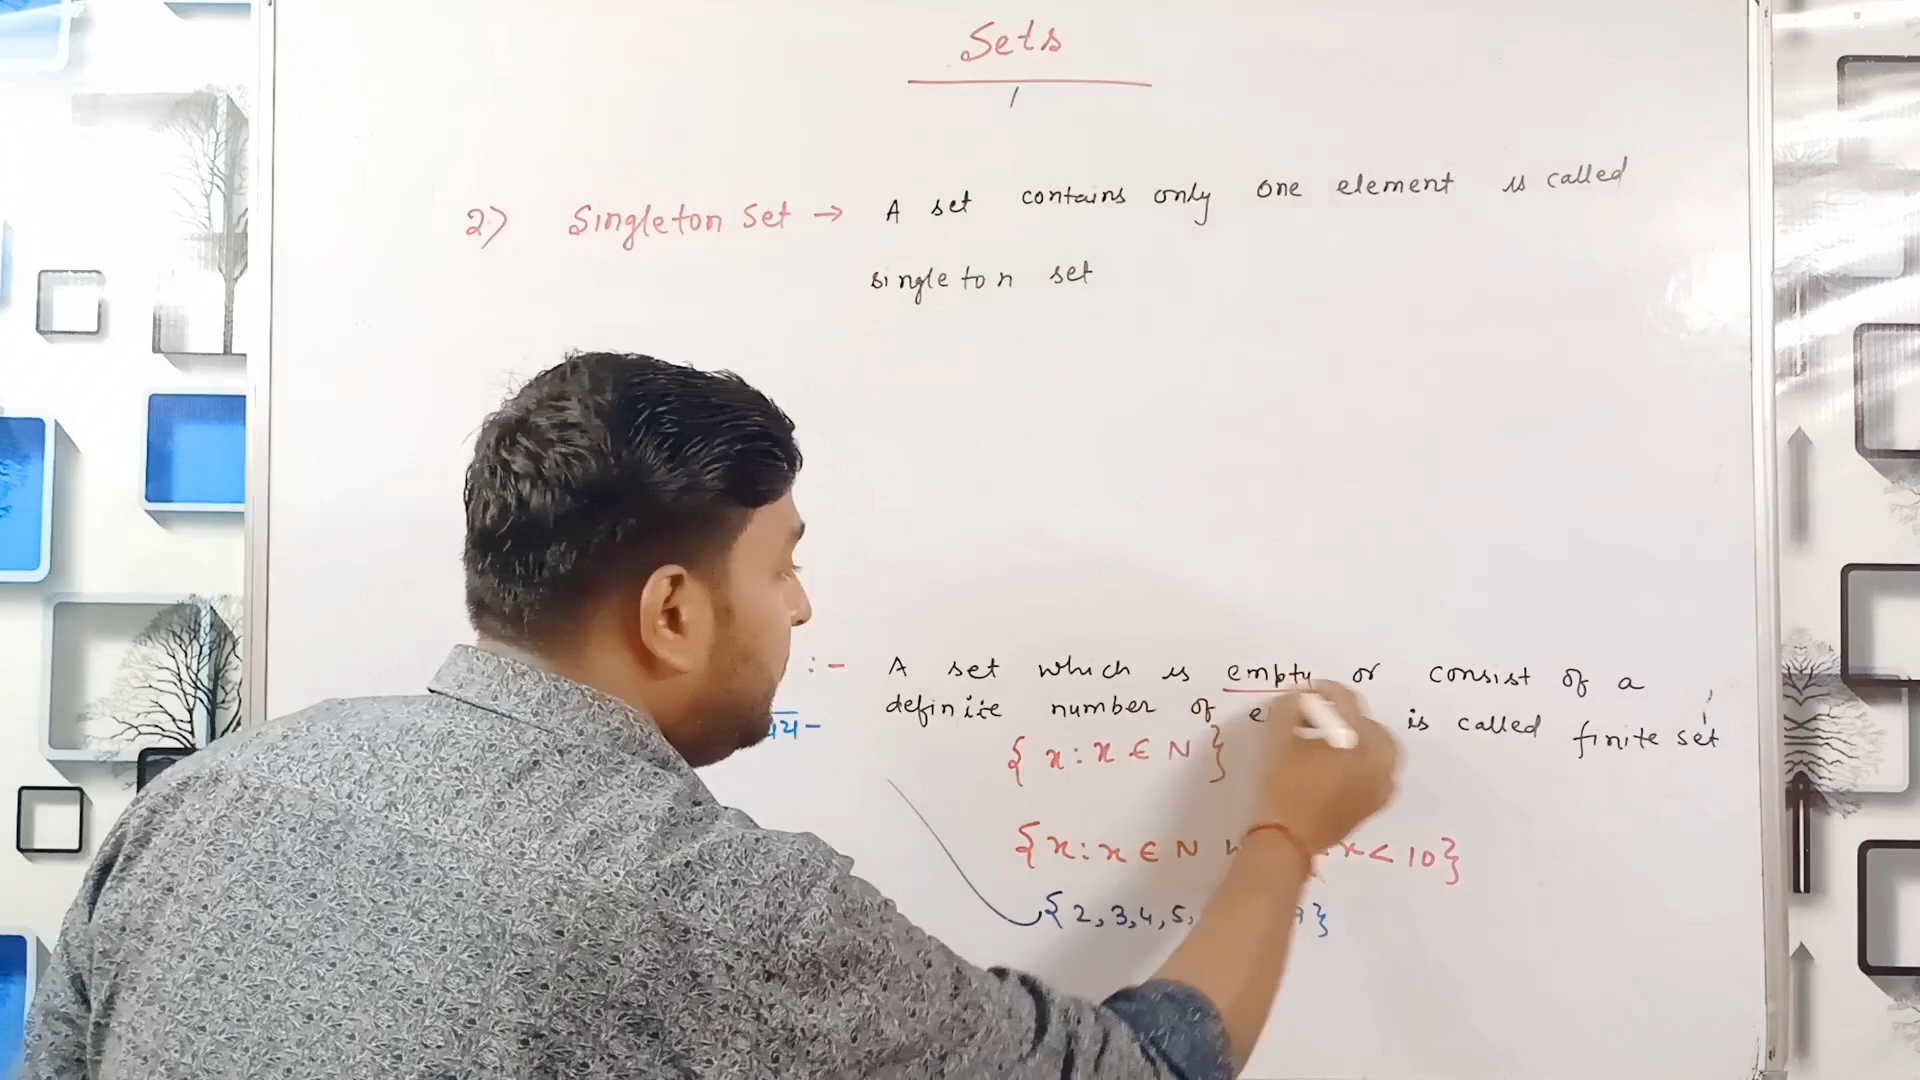 Sets
2) Singleton Set → A set contains only one element is called
singleton set
:- A set which is empty or consist of a
definite number of is called finite set
{ x : x ∈ N }
{ x : x ∈ N x < 10 }
{ 2, 3, 4, 5, 9 }